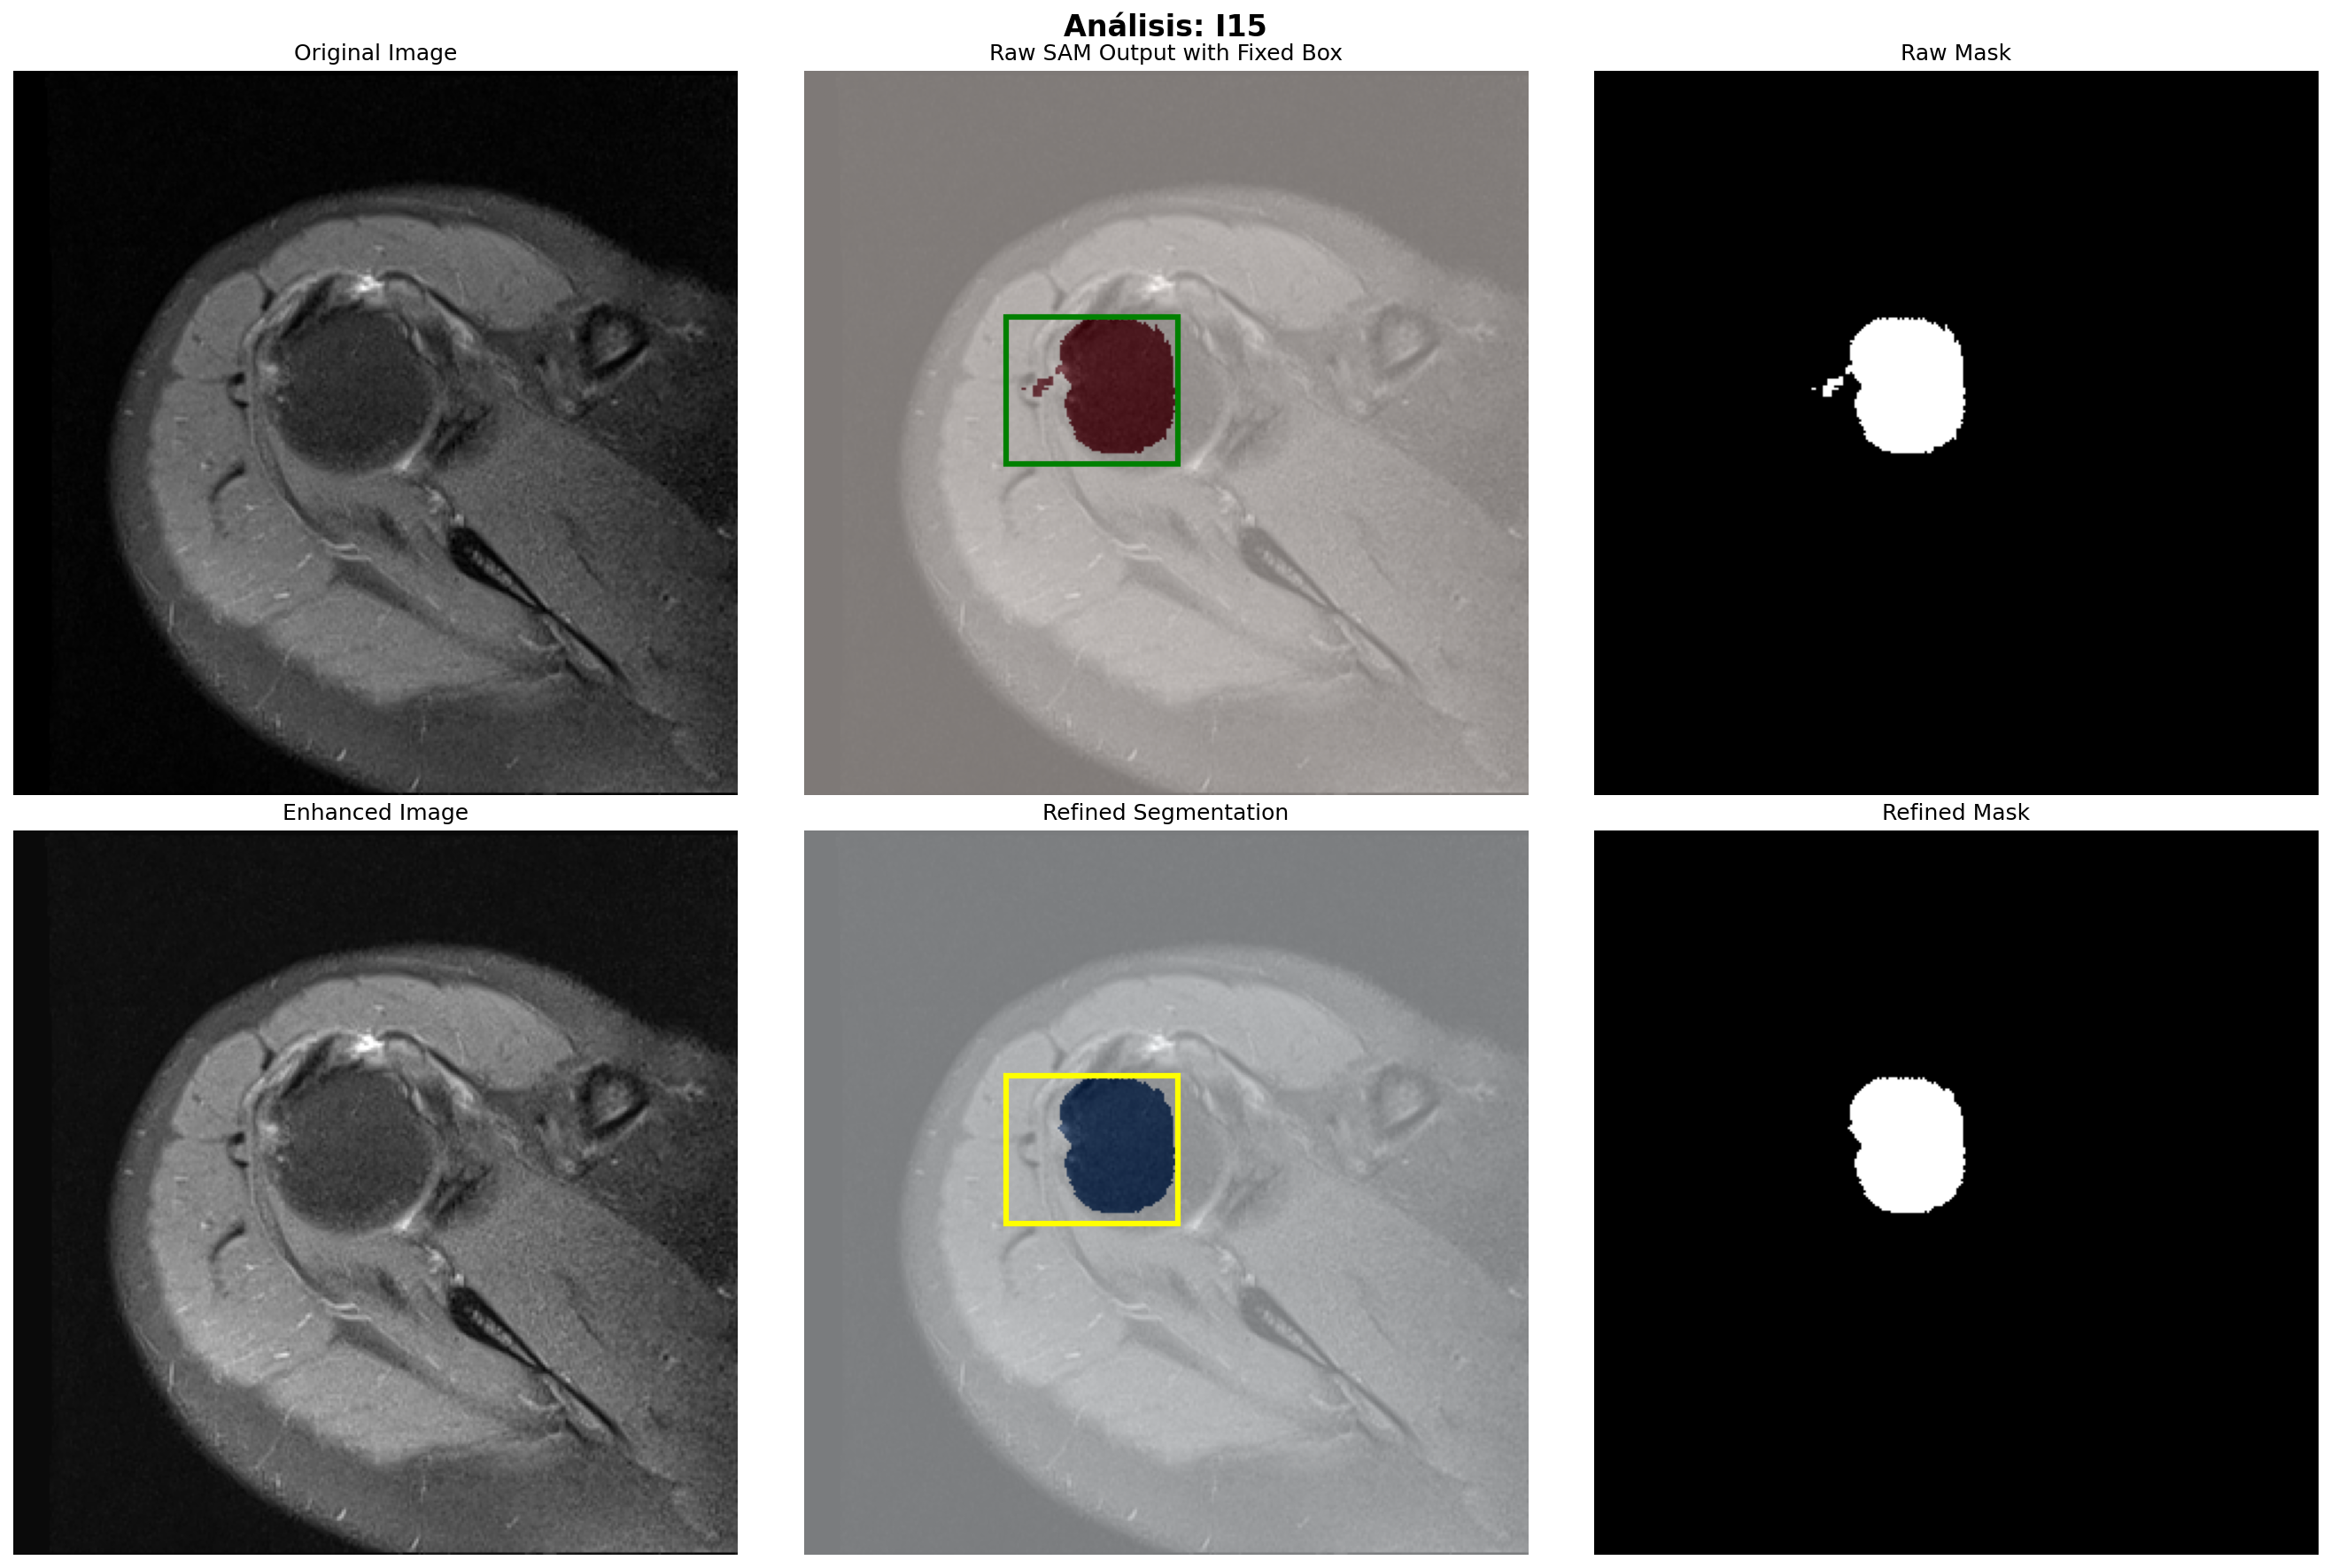 Análisis: I15
Original Image
Raw SAM Output with Fixed Box
Raw Mask
Enhanced Image
Refined Segmentation
Refined Mask